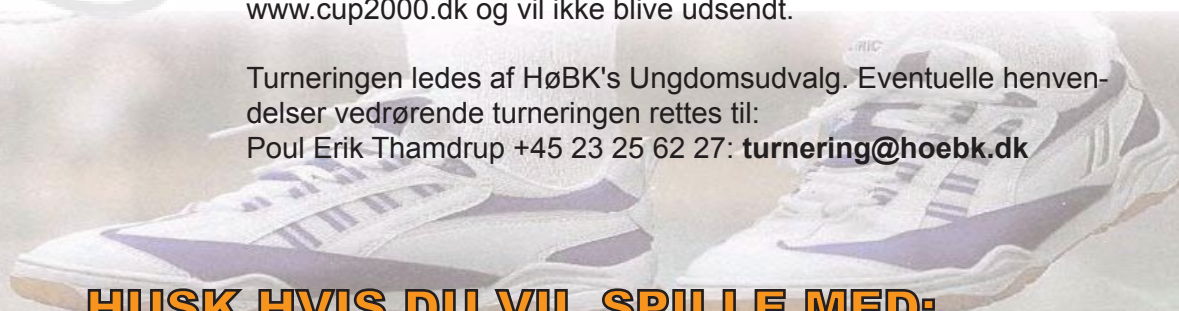 www.cup2000.dk og vil ikke blive udsendt.
Turneringen ledes af HøBK's Ungdomsudvalg. Eventuelle henven-
delser vedrørende turneringen rettes til:
Poul Erik Thamdrup +45 23 25 62 27: turnering@hoebk.dk
HUSK HVIS DU VIL SPILLE MED: